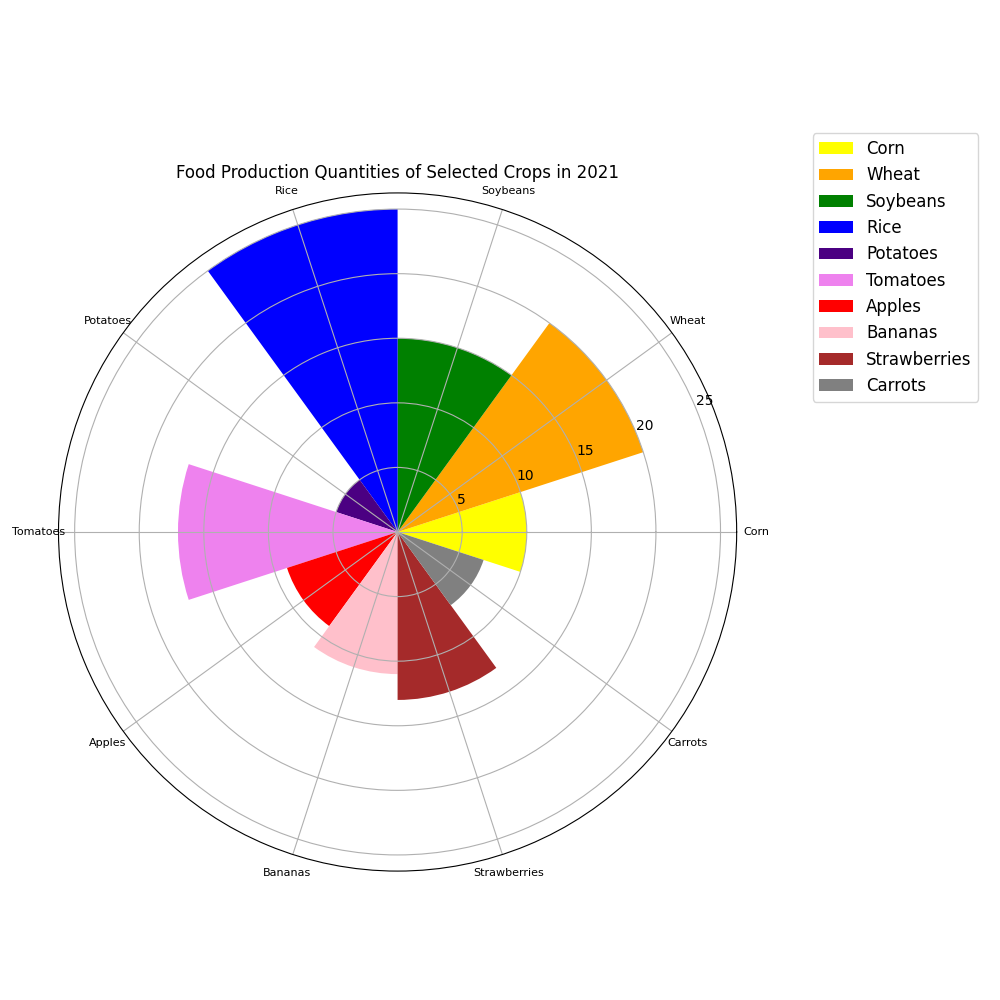 Food Production Quantities of Selected Crops in 2021
Corn
Wheat
Soybeans
Rice
Potatoes
Tomatoes
Apples
Bananas
Strawberries
Carrots
5
10
15
20
25
Corn
Wheat
Soybeans
Rice
Potatoes
Tomatoes
Apples
Bananas
Strawberries
Carrots